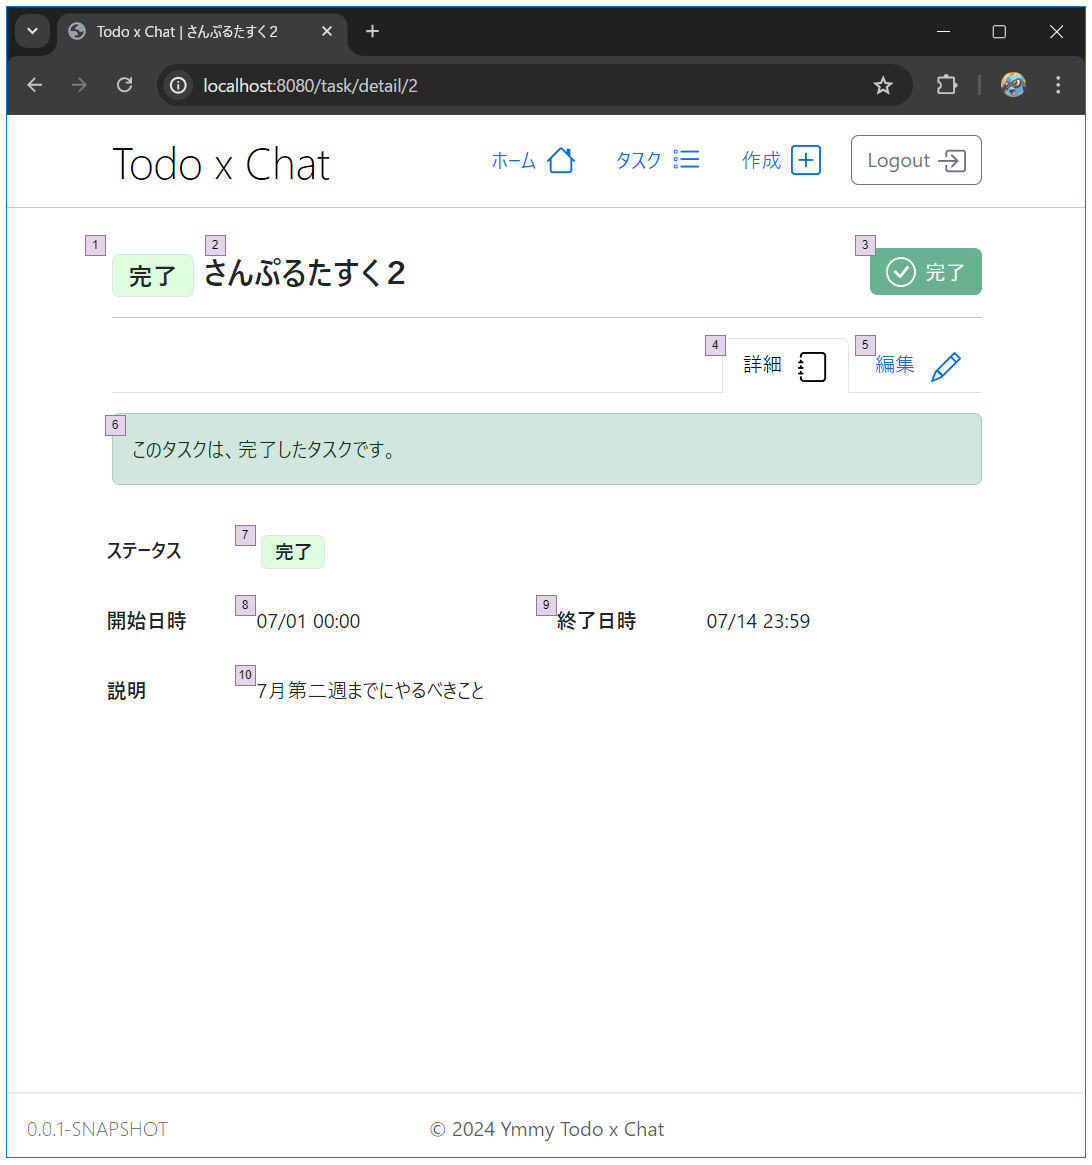 Todo x Chat | さんぷるたすく2
localhost:8080/task/detail/2
Todo x Chat
ホーム
タスク
作成
Logout
1
2
3
完了
さんぷるたすく2
完了
4
5
詳細
編集
6
このタスクは、完了したタスクです。
7
ステータス
完了
8
9
開始日時
07/01 00:00
終了日時
07/14 23:59
10
説明
7月第二週までにやるべきこと
0.0.1-SNAPSHOT
© 2024 Ymmy Todo x Chat